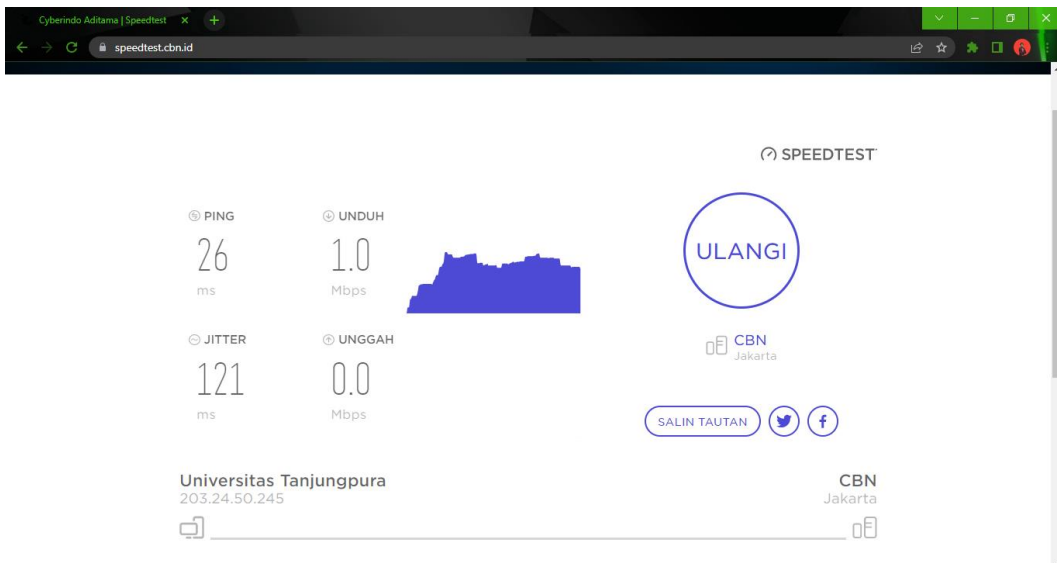 Cyberindo Aditama | Speedtest
speedtest.cbn.id
SPEEDTEST
PING
26
ms
UNDUH
1.0
Mbps
ULANGI
JITTER
121
ms
UNGGAH
0.0
Mbps
CBN
Jakarta
SALIN TAUTAN
Universitas Tanjungpura
203.24.50.245
CBN
Jakarta